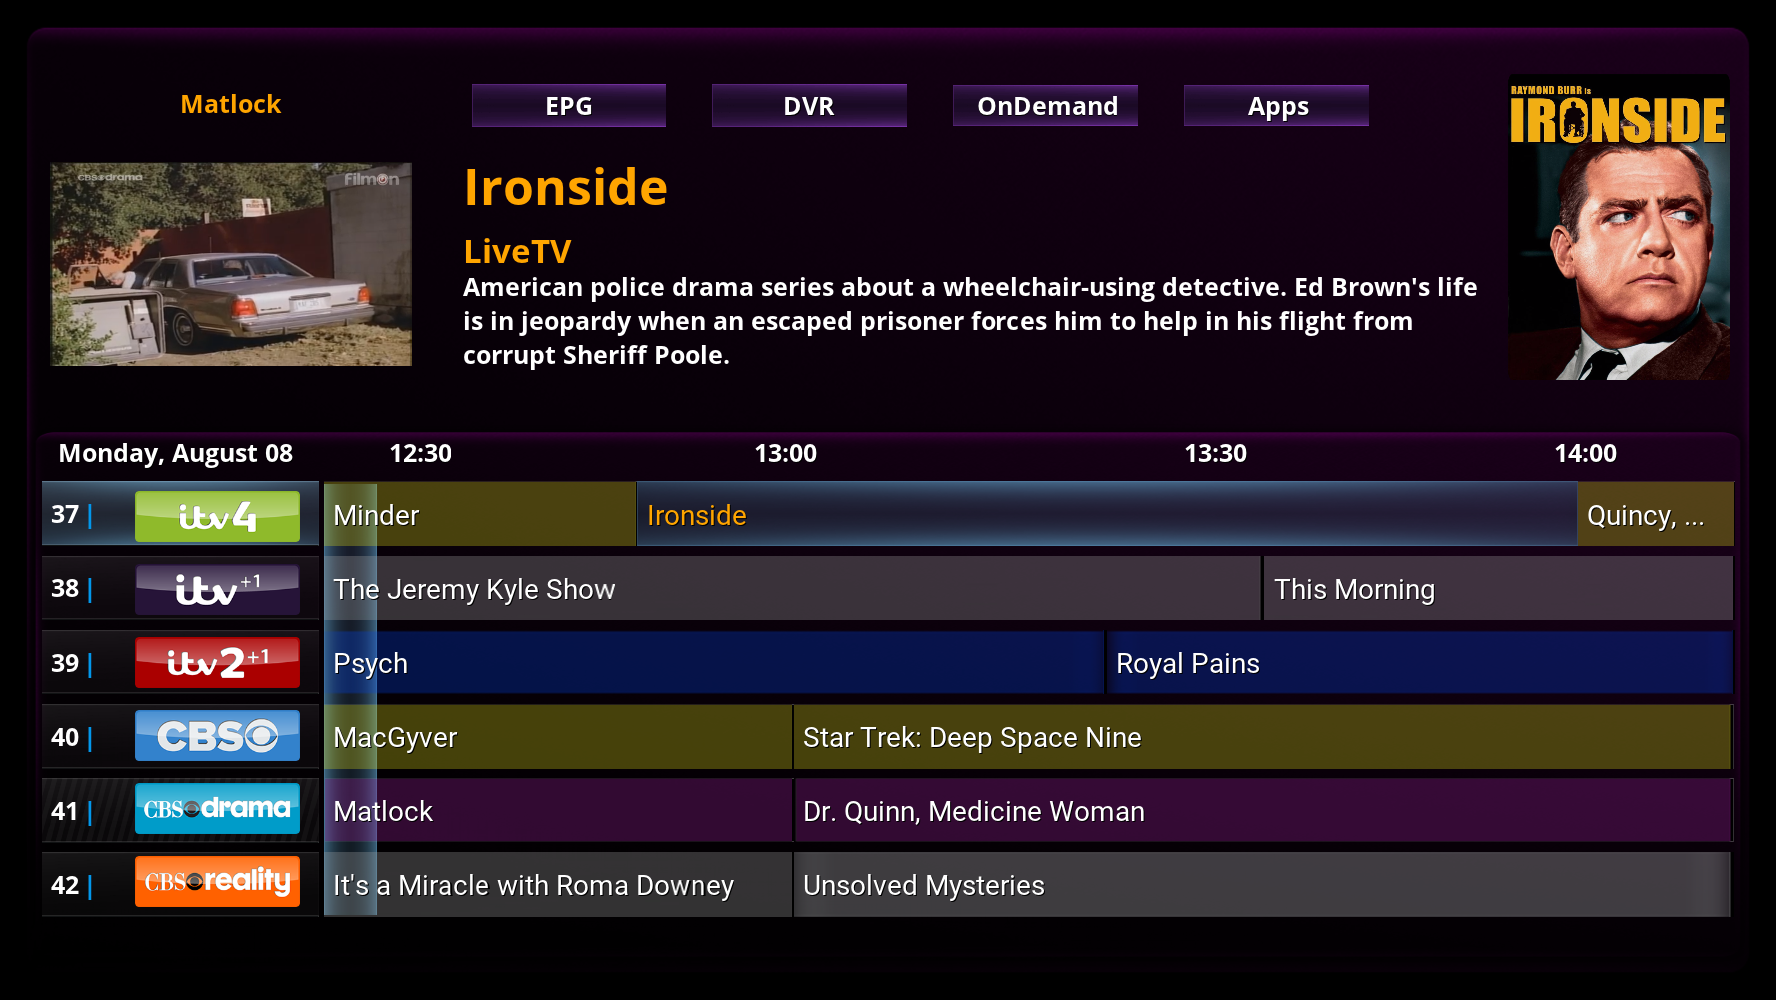 Matlock
EPG
DVR
OnDemand
Apps
RAYMOND BURR is
IRONSIDE
CBS drama
Filmon
Ironside
LiveTV
American police drama series about a wheelchair-using detective. Ed Brown's life
is in jeopardy when an escaped prisoner forces him to help in his flight from
corrupt Sheriff Poole.
Monday, August 08
12:30
13:00
13:30
14:00
37 |
itv4
Minder
Ironside
Quincy, ...
38 |
itv +1
The Jeremy Kyle Show
This Morning
39 |
itv2 +1
Psych
Royal Pains
40 |
CBS
MacGyver
Star Trek: Deep Space Nine
41 |
CBS drama
Matlock
Dr. Quinn, Medicine Woman
42 |
CBS reality
It's a Miracle with Roma Downey
Unsolved Mysteries